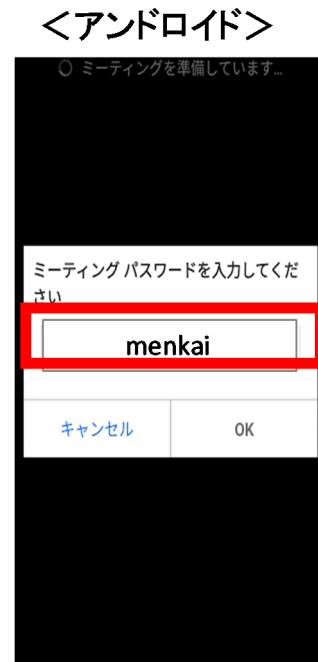 ＜アンドロイド＞
ミーティングを準備しています...
ミーティング パスワードを入力してくだ
さい
menkai
キャンセル
OK